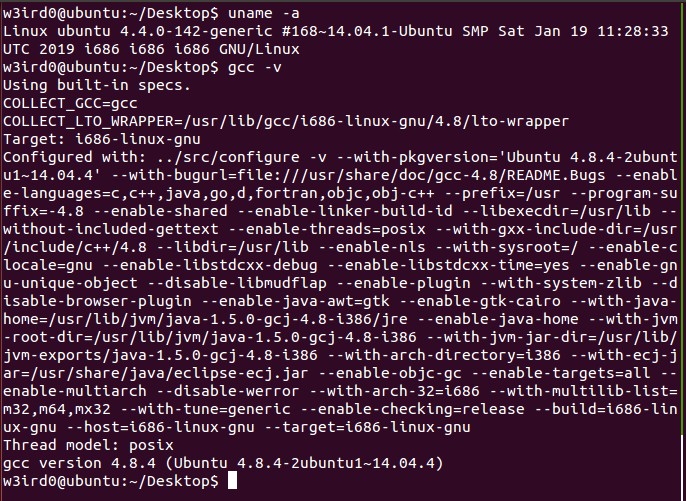 w3ird0@ubuntu:~/Desktop$ uname -a
Linux ubuntu 4.4.0-142-generic #168~14.04.1-Ubuntu SMP Sat Jan 19 11:28:33
UTC 2019 i686 i686 i686 GNU/Linux
w3ird0@ubuntu:~/Desktop$ gcc -v
Using built-in specs.
COLLECT_GCC=gcc
COLLECT_LTO_WRAPPER=/usr/lib/gcc/i686-linux-gnu/4.8/lto-wrapper
Target: i686-linux-gnu
Configured with: ../src/configure -v --with-pkgversion='Ubuntu 4.8.4-2ubunt
u1~14.04.4' --with-bugurl=file:///usr/share/doc/gcc-4.8/README.Bugs --enabl
e-languages=c,c++,java,go,d,fortran,objc,obj-c++ --prefix=/usr --program-su
ffix=-4.8 --enable-shared --enable-linker-build-id --libexecdir=/usr/lib --
without-included-gettext --enable-threads=posix --with-gxx-include-dir=/usr
/include/c++/4.8 --libdir=/usr/lib --enable-nls --with-sysroot=/ --enable-c
locale=gnu --enable-libstdcxx-debug --enable-libstdcxx-time=yes --enable-gn
u-unique-object --disable-libmudflap --enable-plugin --with-system-zlib --d
isable-browser-plugin --enable-java-awt=gtk --enable-gtk-cairo --with-java-
home=/usr/lib/jvm/java-1.5.0-gcj-4.8-i386/jre --enable-java-home --with-jvm
-root-dir=/usr/lib/jvm/java-1.5.0-gcj-4.8-i386 --with-jvm-jar-dir=/usr/lib/
jvm-exports/java-1.5.0-gcj-4.8-i386 --with-arch-directory=i386 --with-ecj-j
ar=/usr/share/java/eclipse-ecj.jar --enable-objc-gc --enable-targets=all --
enable-multiarch --disable-werror --with-arch-32=i686 --with-multilib-list=
m32,m64,mx32 --with-tune=generic --enable-checking=release --build=i686-lin
ux-gnu --host=i686-linux-gnu --target=i686-linux-gnu
Thread model: posix
gcc version 4.8.4 (Ubuntu 4.8.4-2ubuntu1~14.04.4)
w3ird0@ubuntu:~/Desktop$